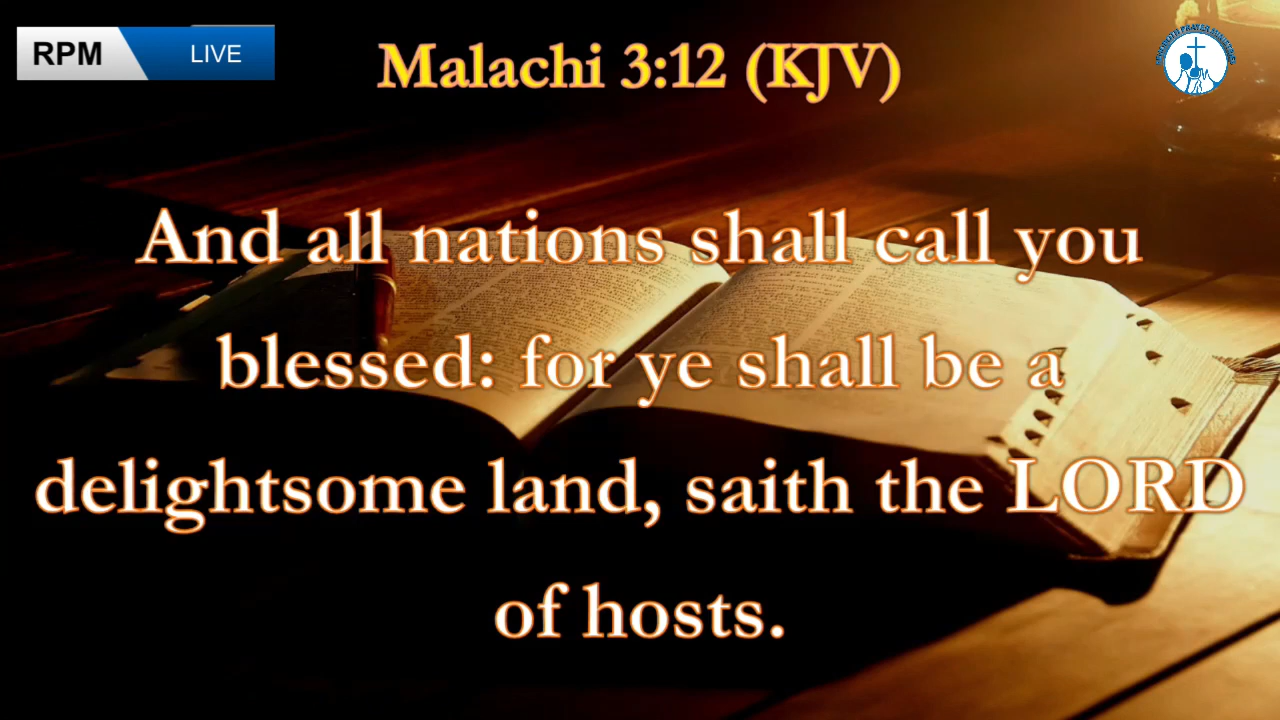 RPM LIVE
Malachi 3:12 (KJV)
And all nations shall call you
blessed: for ye shall be a
delightsome land, saith the LORD
of hosts.